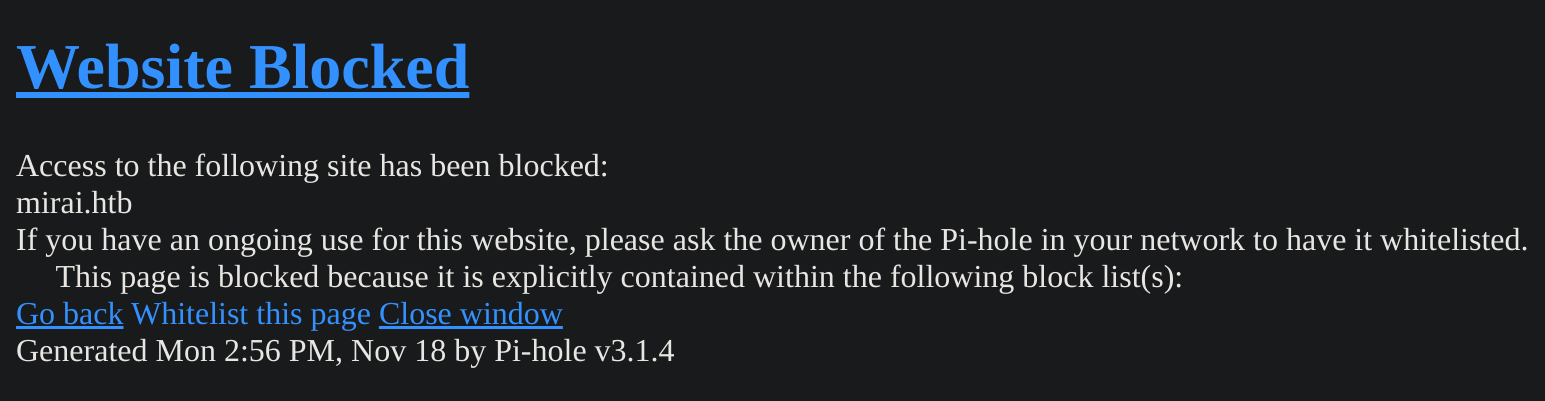 Website Blocked
Access to the following site has been blocked:
mirai.htb
If you have an ongoing use for this website, please ask the owner of the Pi-hole in your network to have it whitelisted.
This page is blocked because it is explicitly contained within the following block list(s):
Go back Whitelist this page Close window
Generated Mon 2:56 PM, Nov 18 by Pi-hole v3.1.4